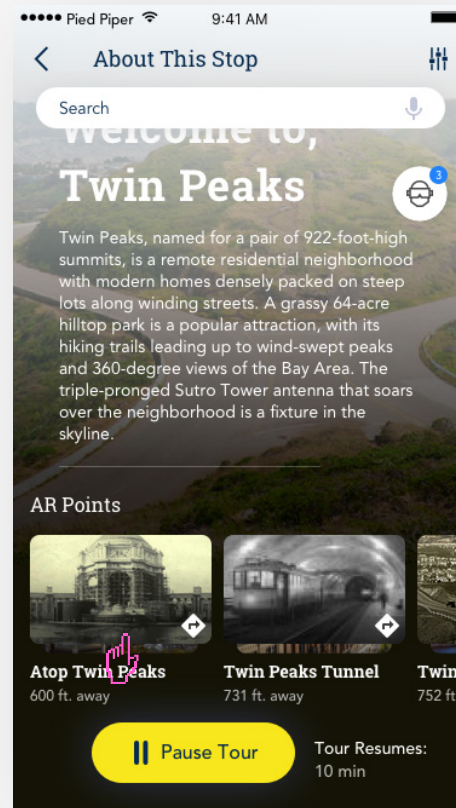 Pied Piper 9:41 AM
About This Stop
Search
Welcome to,
Twin Peaks
3
Twin Peaks, named for a pair of 922-foot-high
summits, is a remote residential neighborhood
with modern homes densely packed on steep
lots along winding streets. A grassy 64-acre
hilltop park is a popular attraction, with its
hiking trails leading up to wind-swept peaks
and 360-degree views of the Bay Area. The
triple-pronged Sutro Tower antenna that soars
over the neighborhood is a fixture in the
skyline.
AR Points
Atop Twin Peaks
600 ft. away
Twin Peaks Tunnel
731 ft. away
Twin
752 ft
Pause Tour
Tour Resumes:
10 min